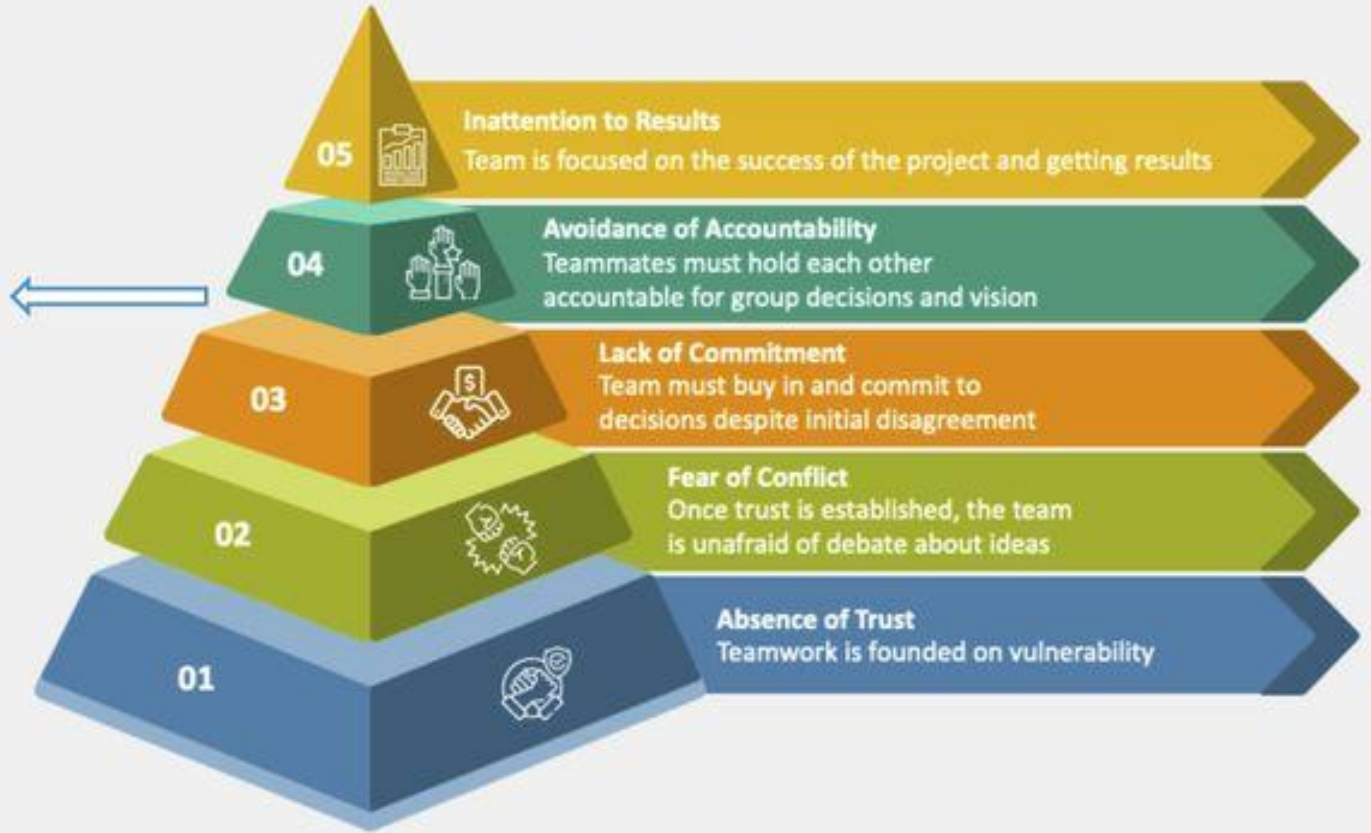 05
Inattention to Results
Team is focused on the success of the project and getting results
04
Avoidance of Accountability
Teammates must hold each other
accountable for group decisions and vision
03
$
Lack of Commitment
Team must buy in and commit to
decisions despite initial disagreement
02
Fear of Conflict
Once trust is established, the team
is unafraid of debate about ideas
01
Absence of Trust
Teamwork is founded on vulnerability